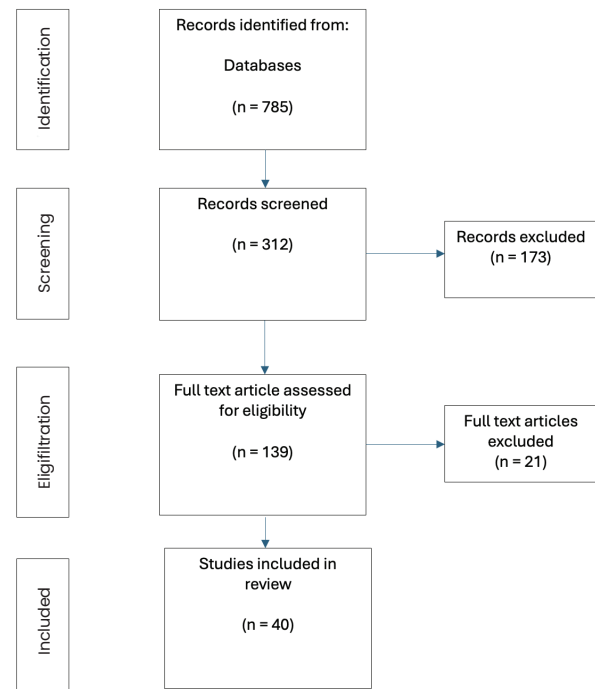 Identification
Records identified from:
Databases
(n = 785)
Screening
Records screened
(n = 312)
Records excluded
(n = 173)
Eligifiltration
Full text article assessed
for eligibility
(n = 139)
Full text articles
excluded
(n = 21)
Included
Studies included in
review
(n = 40)